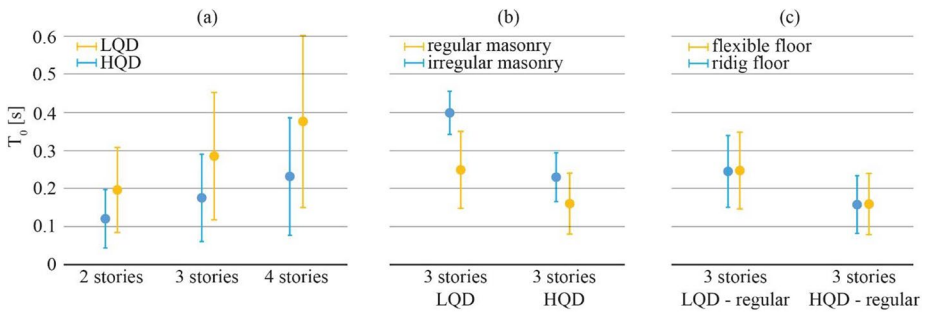 (a) (b) (c)
0.6 LQD regular masonry flexible floor
HQD irregular masonry ridig floor
0.5
0.4
T0 [s]
0.3
0.2
0.1
0
2 stories 3 stories 4 stories 3 stories 3 stories 3 stories 3 stories
LQD HQD LQD - regular HQD - regular